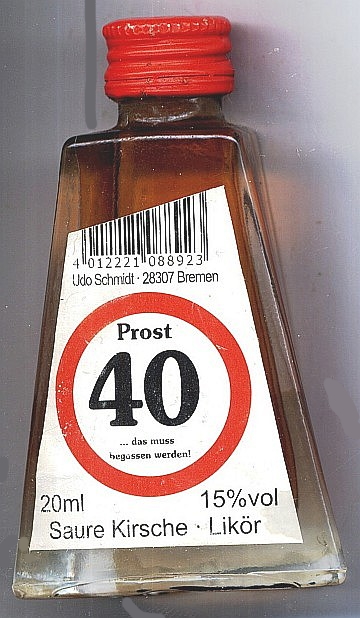 4 012221 088923
Udo Schmidt · 28307 Bremen
Prost
40
... das muss
begossen werden!
20ml 15%vol
Saure Kirsche · Likör